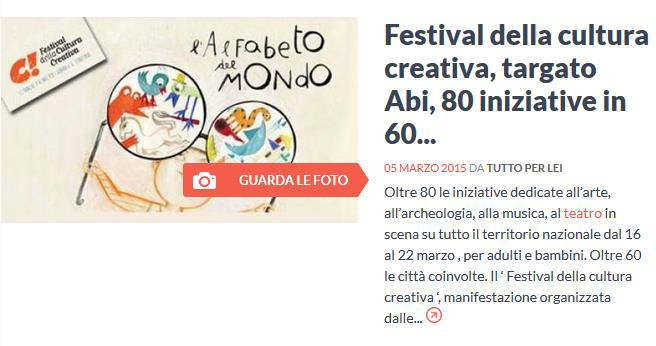 Festival
della Cultura
Creativa
l'AlFabeTO
del
MONDO
GUARDA LE FOTO
Festival della cultura
creativa, targato
Abi, 80 iniziative in
60...
05 MARZO 2015 DA TUTTO PER LEI
Oltre 80 le iniziative dedicate all'arte,
all'archeologia, alla musica, al teatro in
scena su tutto il territorio nazionale dal 16
al 22 marzo , per adulti e bambini. Oltre 60
le città coinvolte. Il ' Festival della cultura
creativa ', manifestazione organizzata
dalle...